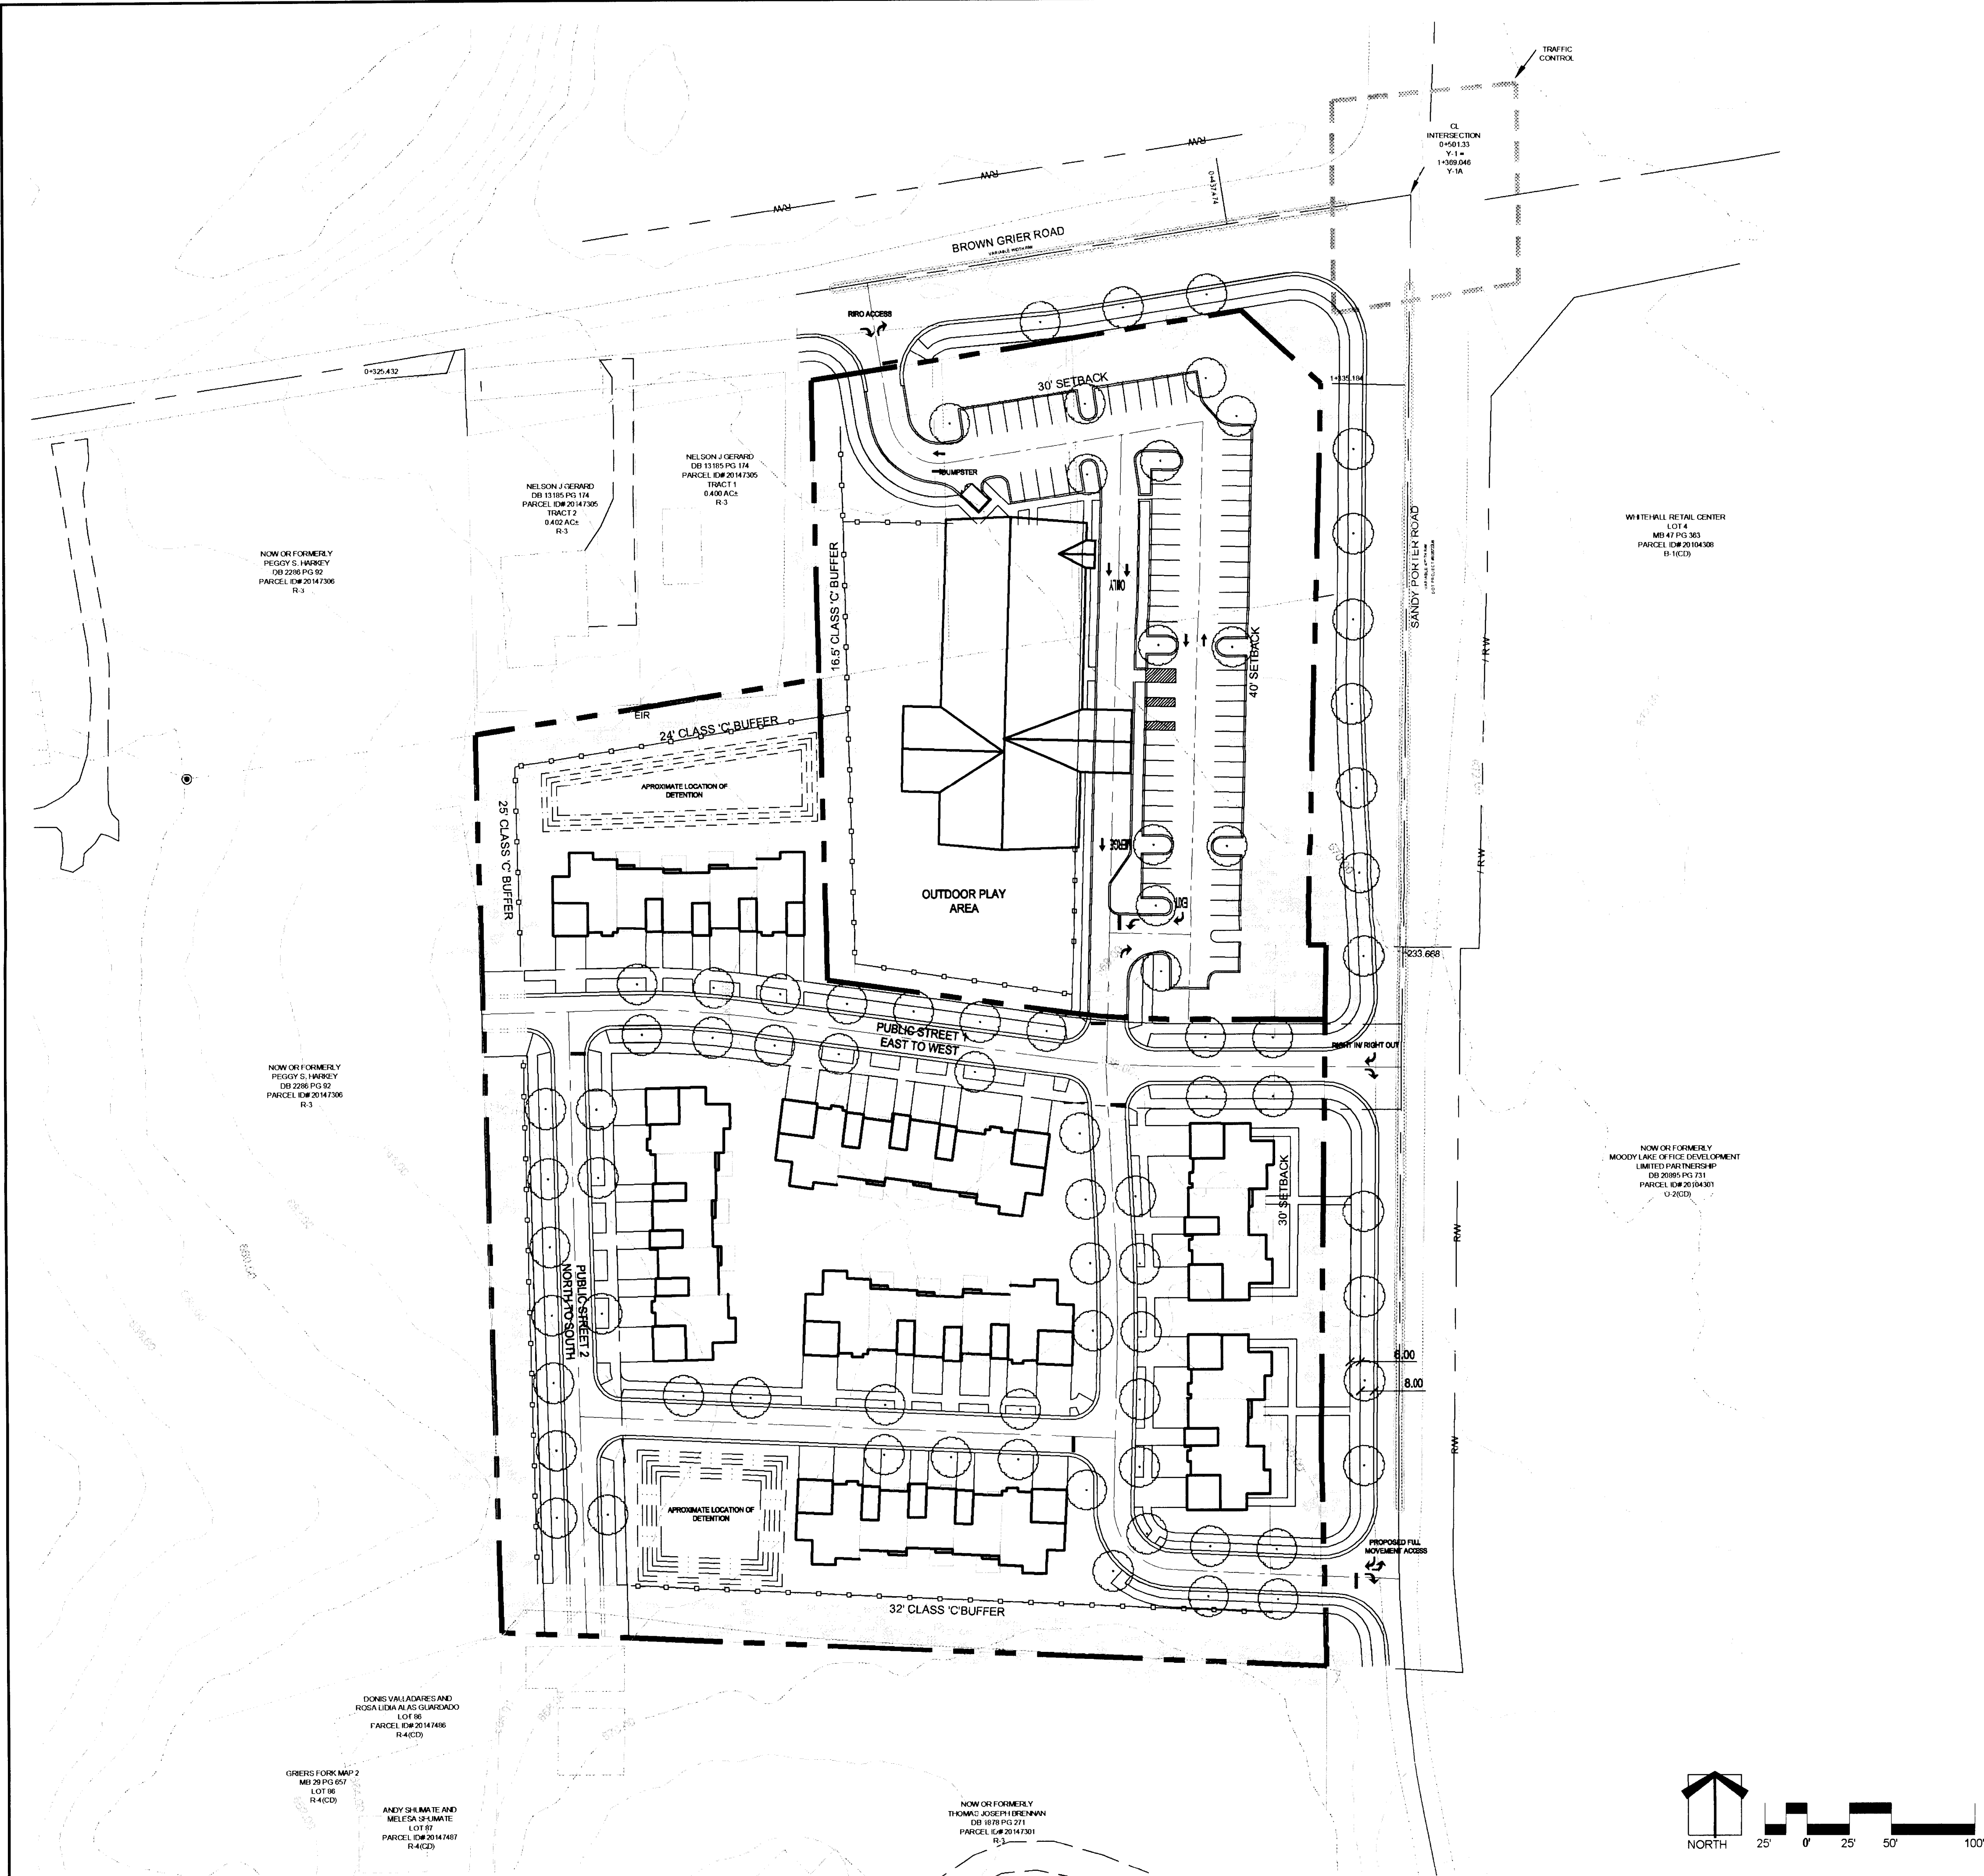 TRAFFIC
CONTROL
CL
INTERSECTION
0+501.33
Y-1 =
1+369.046
Y-1A
R/W
R/W
R/W
0+437.474
BROWN GRIER ROAD
VARIABLE WIDTH R/W
RIRO ACCESS
0+325.432
30' SETBACK
1+335.184
DUMPSTER
NELSON J GERARD
DB 13185 PG 174
PARCEL ID# 20147305
TRACT 1
0.400 AC±
R-3
NELSON J GERARD
DB 13185 PG 174
PARCEL ID# 20147305
TRACT 2
0.402 AC±
R-3
NOW OR FORMERLY
PEGGY S. HARKEY
DB 2286 PG 92
PARCEL ID# 20147306
R-3
WHITEHALL RETAIL CENTER
LOT 4
MB 47 PG 363
PARCEL ID# 20104308
B-1(CD)
SANDY PORTER ROAD
16.5' CLASS 'C' BUFFER
ONLY
40' SETBACK
/ R/W
EIR
24' CLASS 'C' BUFFER
APROXIMATE LOCATION OF
DETENTION
25' CLASS 'C' BUFFER
MERGE
/ R/W
OUTDOOR PLAY
AREA
EXIT
+233.668
PUBLIC STREET 1
EAST TO WEST
RIGHT IN/ RIGHT OUT
NOW OR FORMERLY
PEGGY S. HARKEY
DB 2286 PG 92
PARCEL ID# 20147306
R-3
NOW OR FORMERLY
MOODY LAKE OFFICE DEVELOPMENT
LIMITED PARTNERSHIP
DB 20895 PG 731
PARCEL ID# 20104301
O-2(CD)
30' SETBACK
R/W
PUBLIC STREET 2
NORTH TO SOUTH
6.00
8.00
R/W
APROXIMATE LOCATION OF
DETENTION
PROPOSED FULL
MOVEMENT ACCESS
32' CLASS 'C'BUFFER
DONIS VALLADARES AND
ROSA LIDIA ALAS GUARDADO
LOT 86
PARCEL ID# 20147486
R-4(CD)
GRIERS FORK MAP 2
MB 29 PG 657
LOT 86
R-4(CD)
ANDY SHUMATE AND
MELESA SHUMATE
LOT 87
PARCEL ID# 20147487
R-4(CD)
NOW OR FORMERLY
THOMAS JOSEPH BRENNAN
DB 1878 PG 271
PARCEL ID# 20147301
R-3
NORTH
25' 0' 25' 50' 100'